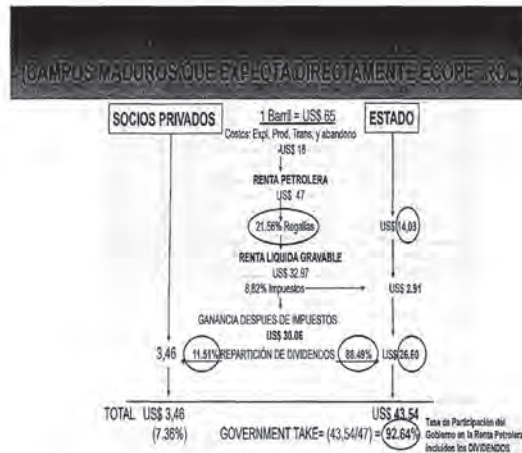 (CAMPOS MADUROS QUE EXPLOTA DIRECTAMENTE ECOPETROL)
SOCIOS PRIVADOS
1 Barril = US$ 65
ESTADO
Costos: Expl, Prod, Trans, y abandono
-US$ 18
RENTA PETROLERA
US$ 47
21.56% Regalías
US$ 14,03
RENTA LIQUIDA GRAVABLE
US$ 32.97
8,82% Impuestos
US$ 2.91
GANANCIA DESPUES DE IMPUESTOS
US$ 30.06
3,46
11.51%
REPARTICIÓN DE DIVIDENDOS
88.49%
US$ 26,60
TOTAL US$ 3,46
US$ 43,54
(7.36%)
GOVERNMENT TAKE= (43,54/47) = 92.64%
Tasa de Participación del
Gobierno en la Renta Petrolera
incluidos los DIVIDENDOS